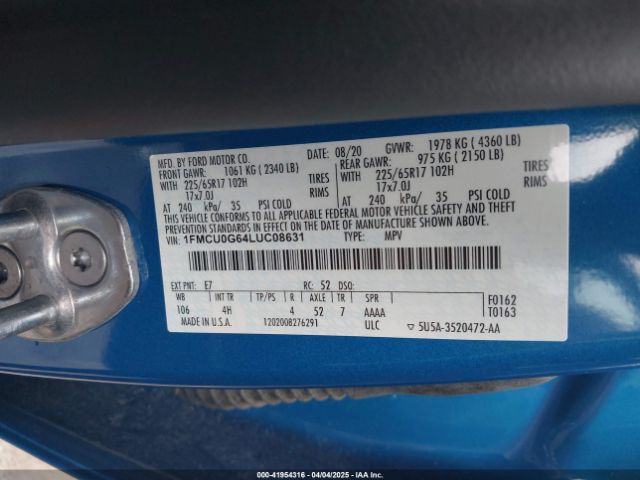 MFD. BY FORD MOTOR CO. DATE: 08/20 GVWR: 1978 KG ( 4360 LB)
FRONT GAWR: 1061 KG ( 2340 LB) REAR GAWR: 975 KG ( 2150 LB)
WITH 225/65R17 102H TIRES WITH 225/65R17 102H TIRES
17x7.0J RIMS 17x7.0J RIMS
AT 240 kPa/ 35 PSI COLD AT 240 kPa/ 35 PSI COLD
THIS VEHICLE CONFORMS TO ALL APPLICABLE FEDERAL MOTOR VEHICLE SAFETY AND THEFT
PREVENTION STANDARDS IN EFFECT ON THE DATE OF MANUFACTURE SHOWN ABOVE.
VIN: 1FMCU0G64LUC08631 TYPE: MPV
EXT PNT: E7 RC: 52 DSO:
WB INT TR TP/PS R AXLE TR SPR F0162
106 4H 4 52 7 AAAA T0163
MADE IN U.S.A. 1202008276291 ULC ▽ 5U5A-3520472-AA
000-41954316 - 04/04/2025 - IAAI.COM